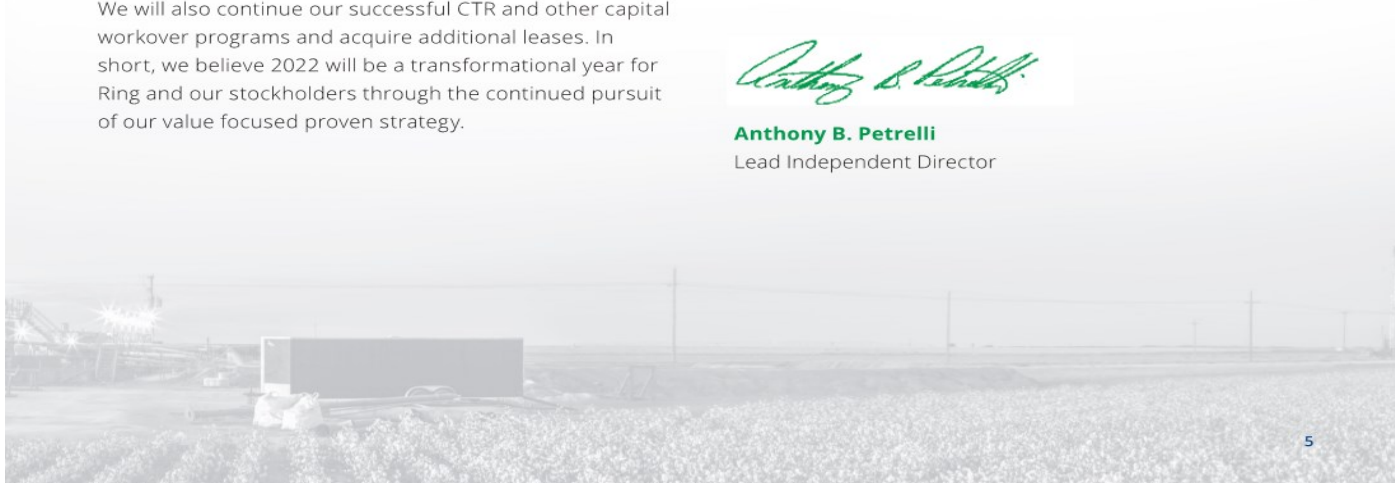 We will also continue our successful CTR and other capital
workover programs and acquire additional leases. In
short, we believe 2022 will be a transformational year for
Ring and our stockholders through the continued pursuit
of our value focused proven strategy.
Anthony B. Petrelli
Anthony B. Petrelli
Lead Independent Director
5